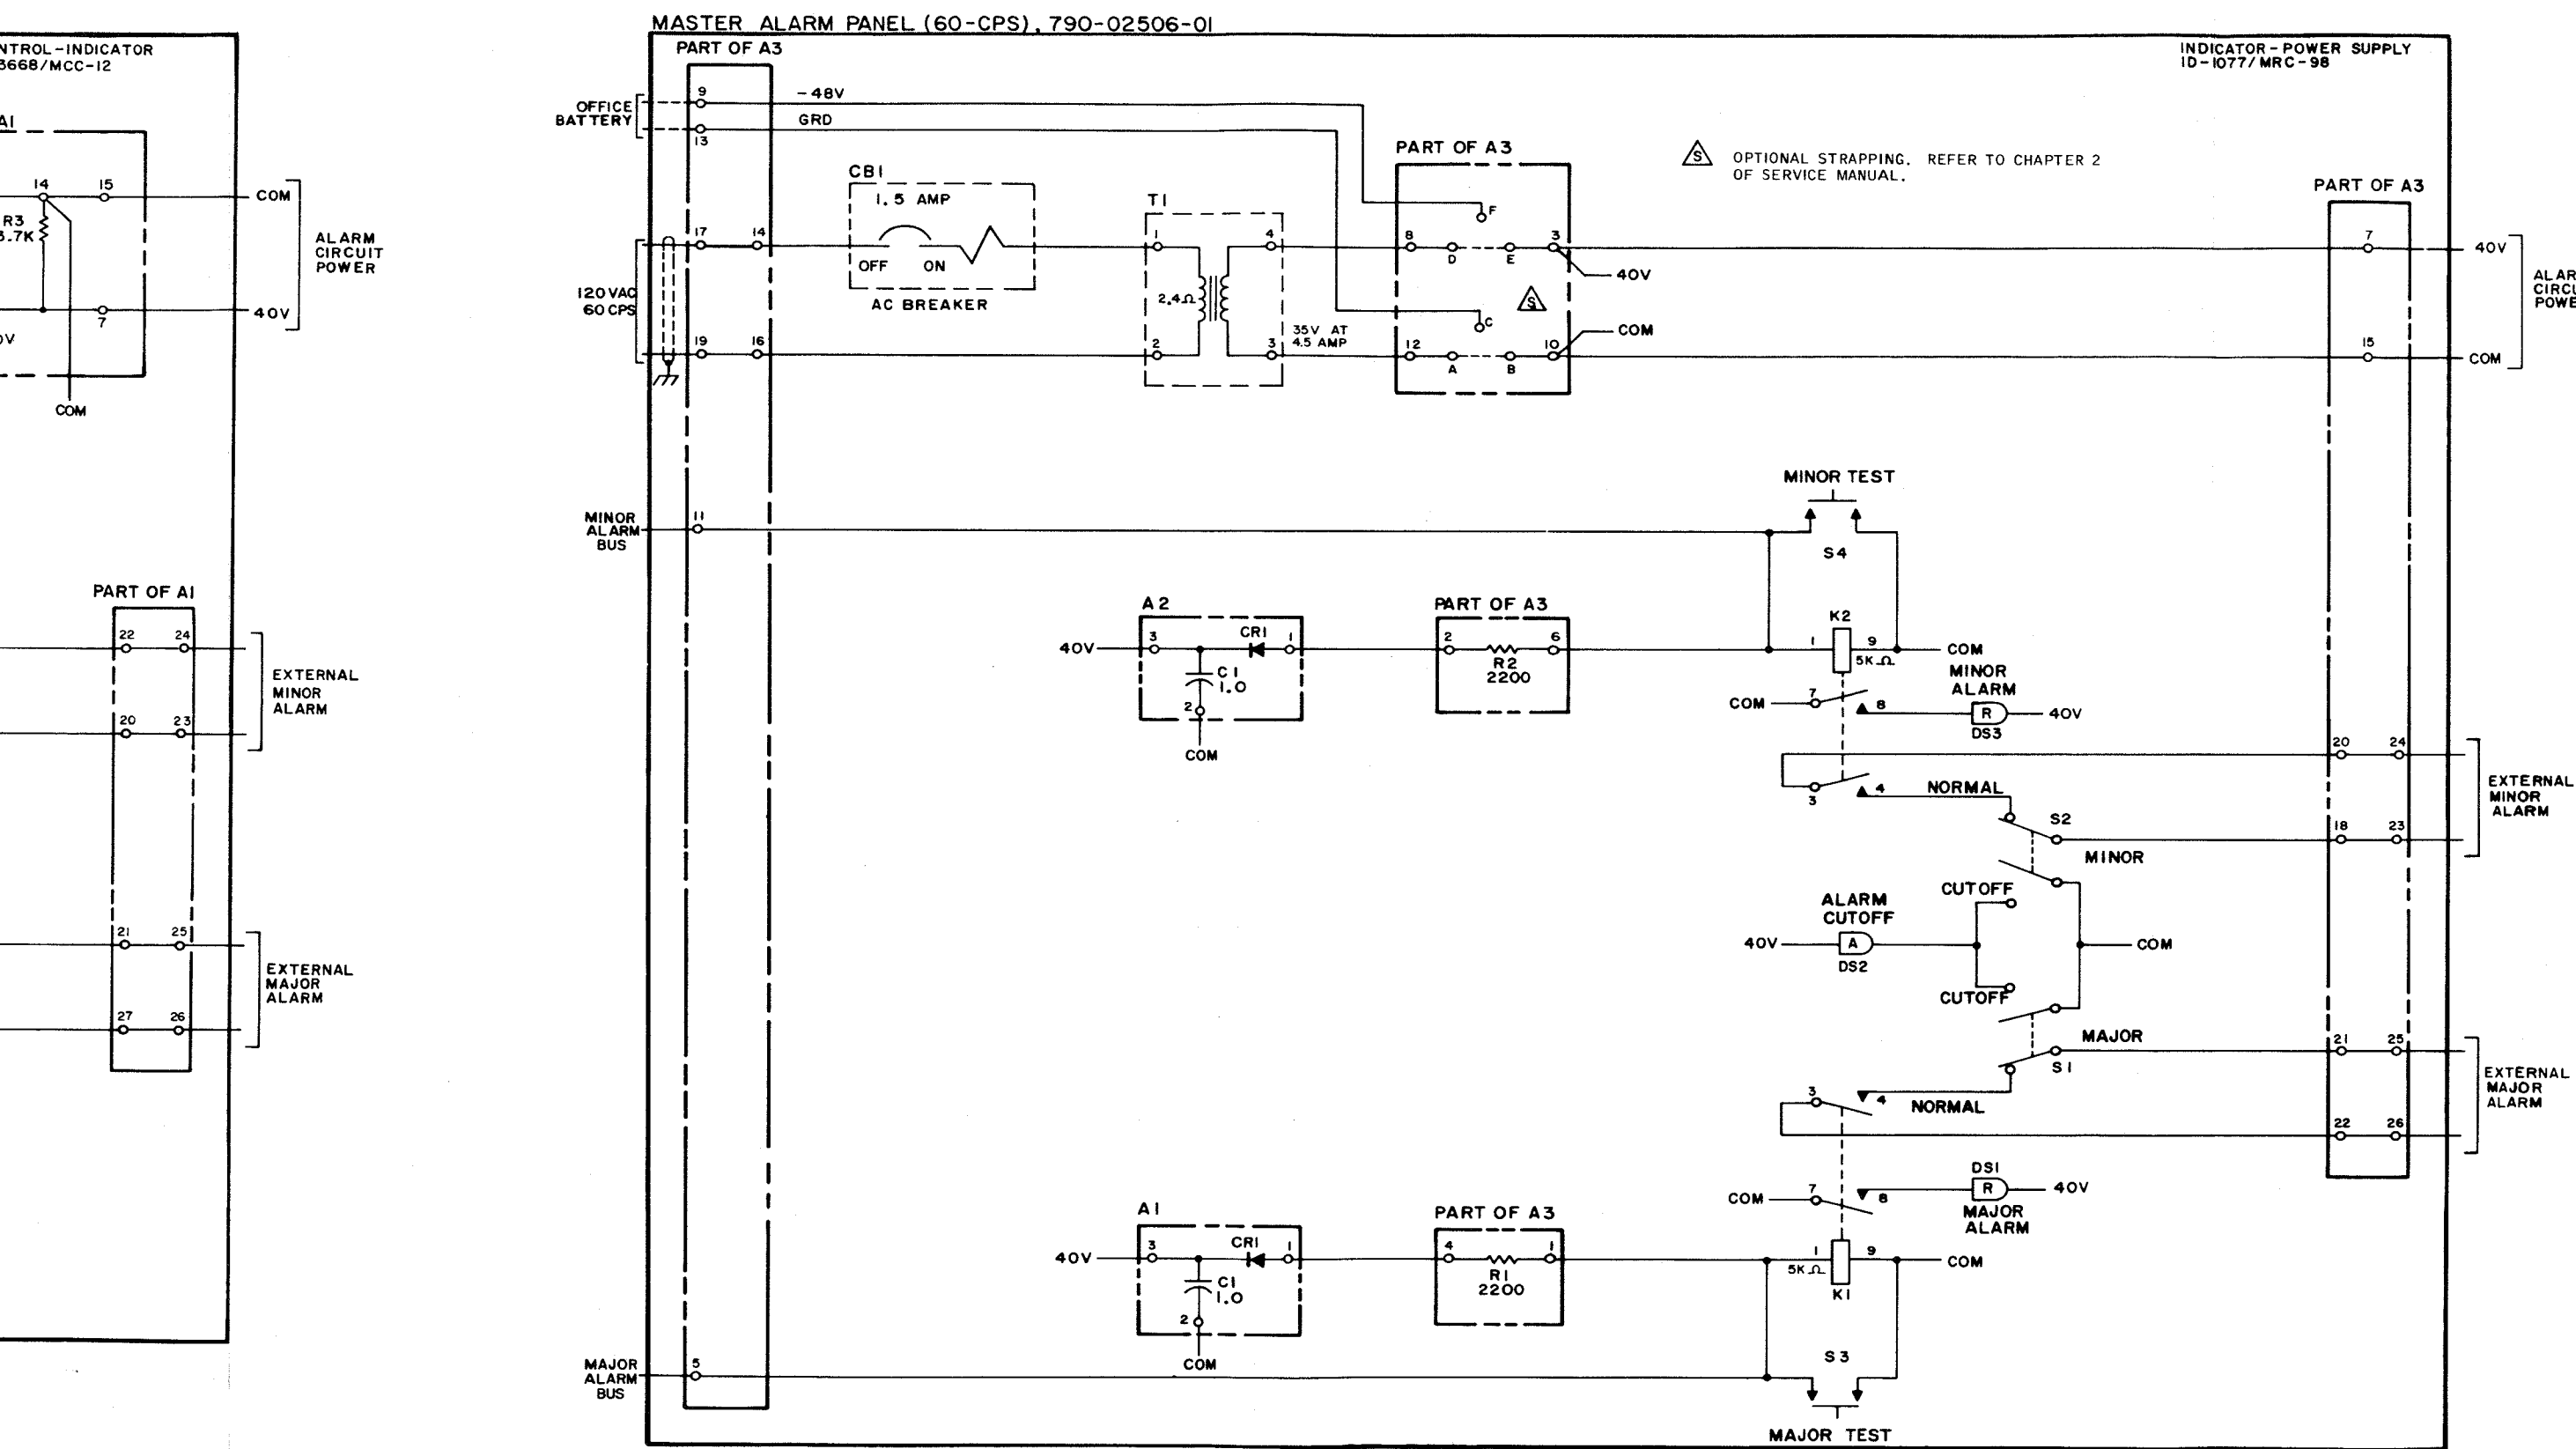 NTROL-INDICATOR
3668/MCC-12
A1
14
15
COM
R3
3.7K
ALARM
CIRCUIT
POWER
40V
7
COM
PART OF A1
22
24
EXTERNAL
MINOR
ALARM
20
23
21
25
EXTERNAL
MAJOR
ALARM
27
26
MASTER ALARM PANEL (60-CPS), 790-02506-01
PART OF A3
INDICATOR-POWER SUPPLY
ID-1077/MRC-98
OFFICE
BATTERY
9
-48V
13
GRD
CB1
1.5 AMP
OFF
ON
AC BREAKER
120 VAC
60 CPS
17
14
19
16
T1
1
4
2.4Ω
2
3
35V AT
4.5 AMP
PART OF A3
F
8
D
E
3
40V
S
C
COM
12
A
B
10
S
OPTIONAL STRAPPING. REFER TO CHAPTER 2
OF SERVICE MANUAL.
PART OF A3
7
40V
ALAR
CIRCU
POWE
15
COM
MINOR TEST
MINOR
ALARM
BUS
11
S4
A2
40V
3
CR1
1
C1
1.0
2
COM
PART OF A3
2
6
R2
2200
K2
1
9
5KΩ
COM
MINOR
ALARM
COM
7
8
R
40V
DS3
3
4
NORMAL
S2
MINOR
20
24
EXTERNAL
MINOR
ALARM
18
23
CUTOFF
ALARM
CUTOFF
40V
A
DS2
COM
CUTOFF
MAJOR
S1
21
25
EXTERNAL
MAJOR
ALARM
22
26
3
4
NORMAL
DS1
COM
7
8
R
40V
MAJOR
ALARM
A1
40V
3
CR1
1
C1
1.0
2
COM
PART OF A3
4
1
R1
2200
1
9
5KΩ
COM
K1
MAJOR
ALARM
BUS
5
S3
MAJOR TEST